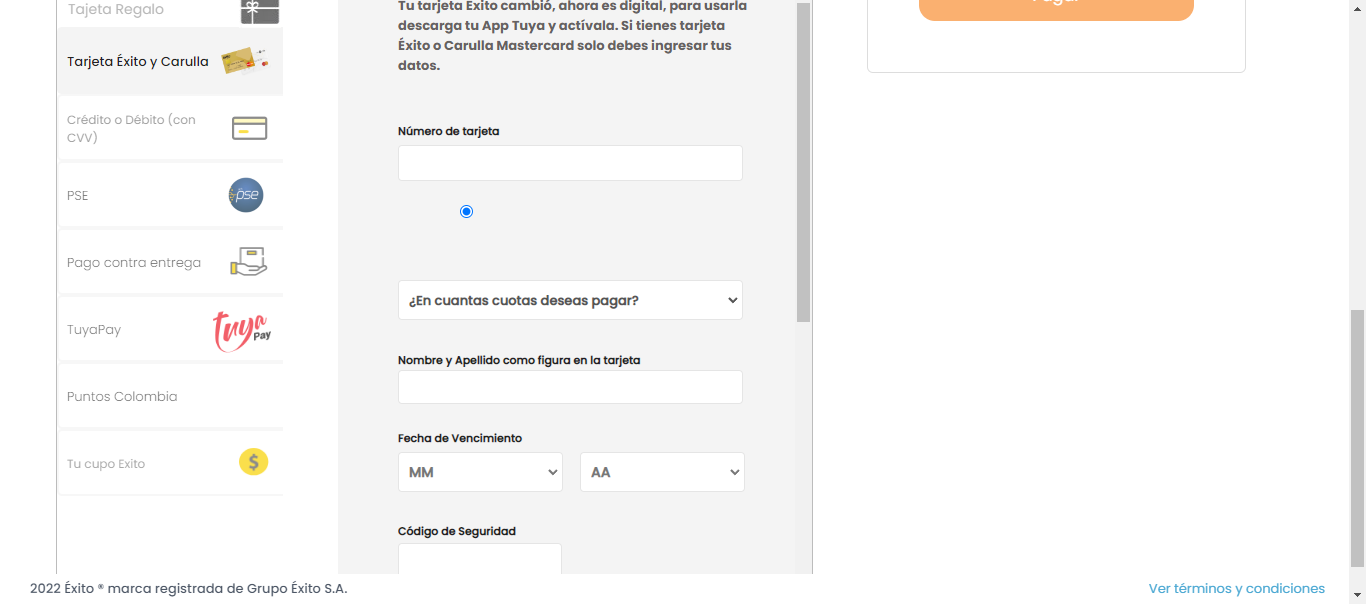 Tajeta Regalo
Tarjeta Éxito y Carulla
Crédito o Débito (con
CVV)
PSE
pse
Pago contra entrega
TuyaPay
tuya
Pay
Puntos Colombia
Tu cupo Exito
$
Tu tarjeta Éxito cambió, ahora es digital, para usarla
descarga tu App Tuya y actívala. Si tienes tarjeta
Éxito o Carulla Mastercard solo debes ingresar tus
datos.
Número de tarjeta
¿En cuantas cuotas deseas pagar?
Nombre y Apellido como figura en la tarjeta
Fecha de Vencimiento
MM
AA
Código de Seguridad
Pagar
2022 Éxito ® marca registrada de Grupo Éxito S.A.
Ver términos y condiciones